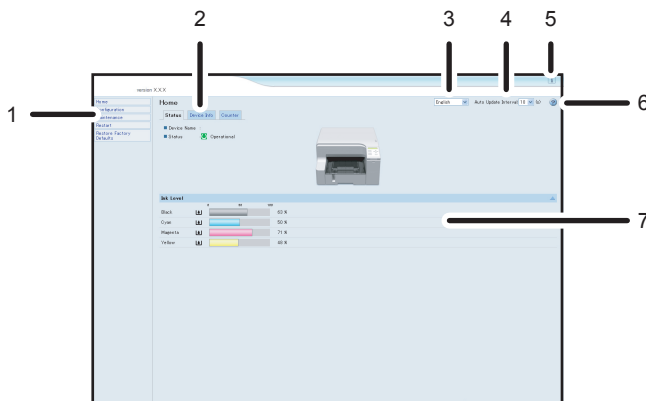 2
3
4
5
version X.X.X
Home
Home
English
Auto Update Interval 10 (s)
6
1
Configuration
Maintenance
Status
Device Info
Counter
Restart
Restore Factory
Defaults
Device Name
Status
Operational
Ink Level
0
50
100
Black
63 %
7
Cyan
50 %
Magenta
71 %
Yellow
48 %